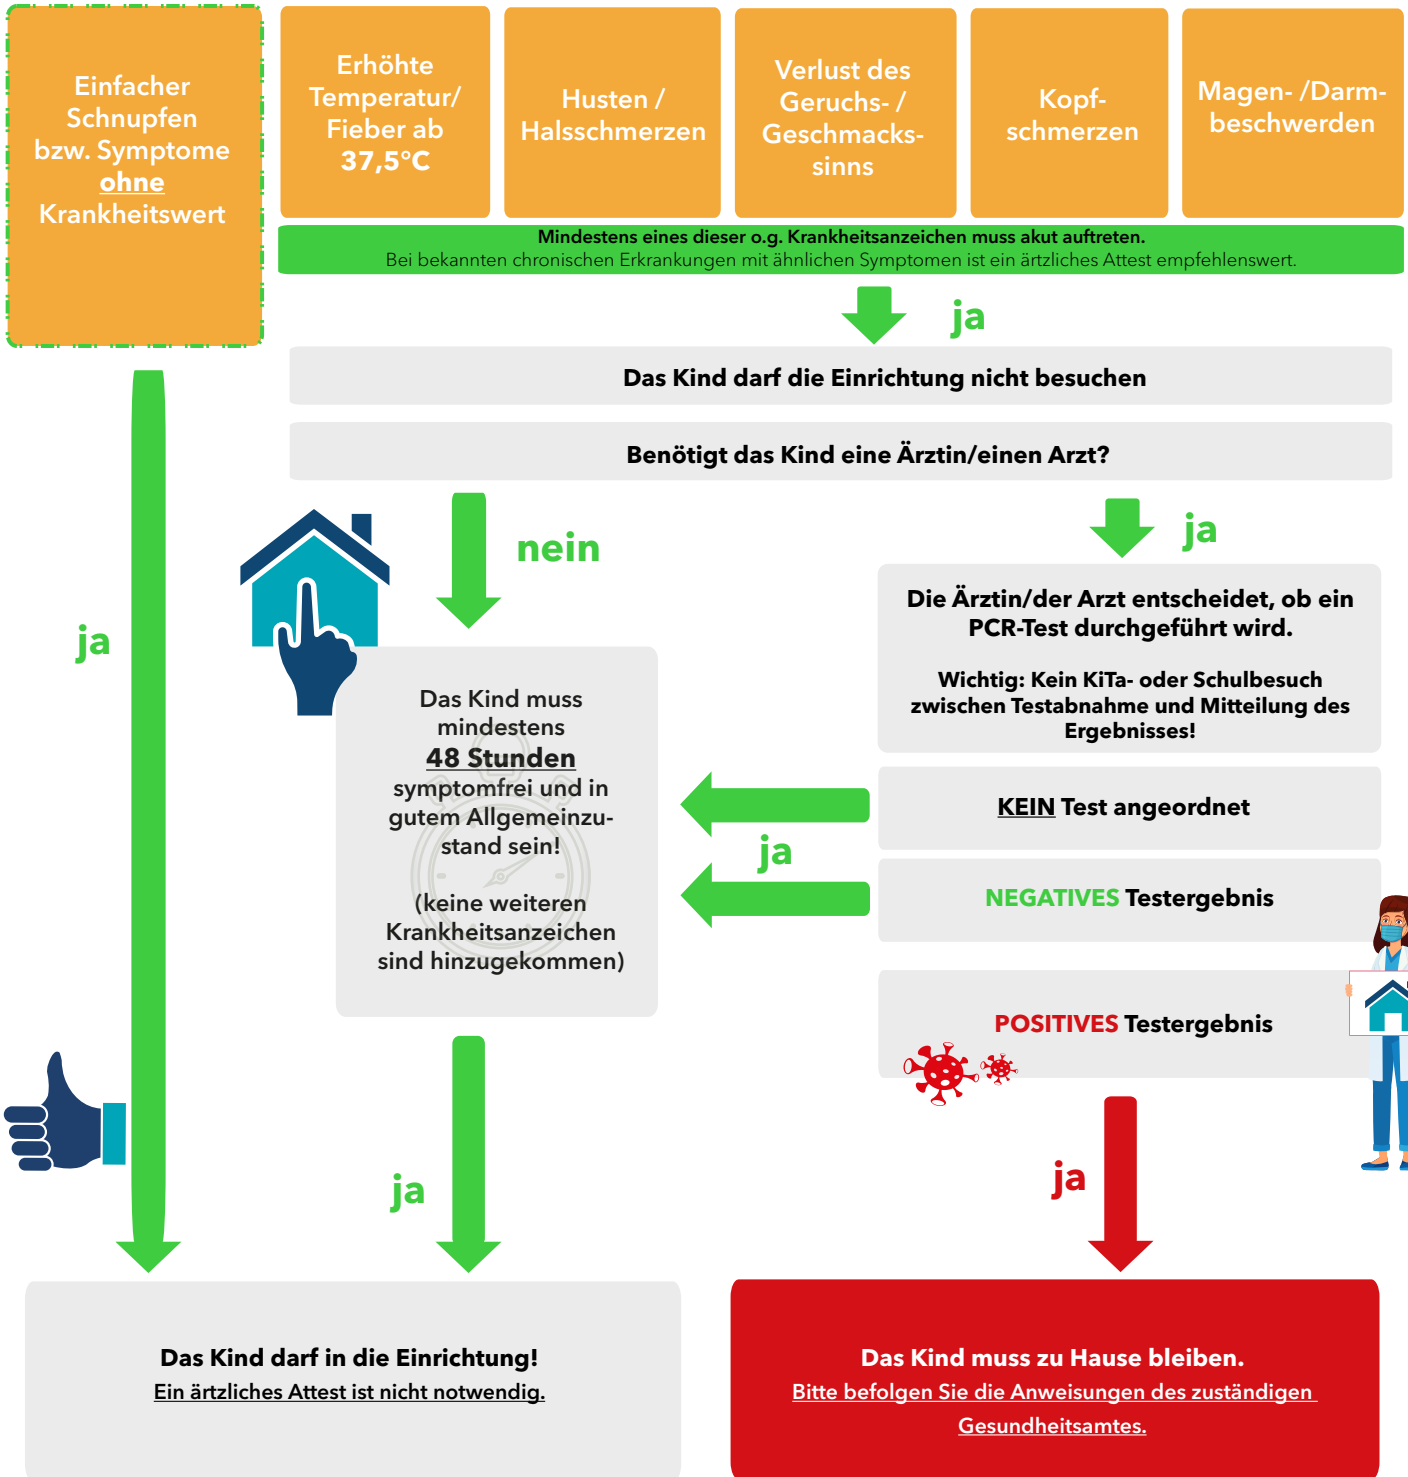 Einfacher
Schnupfen
bzw. Symptome
ohne
Krankheitswert
Erhöhte
Temperatur/
Fieber ab
37,5°C
Husten /
Halsschmerzen
Verlust des
Geruchs- /
Geschmacks-
sinns
Kopf-
schmerzen
Magen- /Darm-
beschwerden
Mindestens eines dieser o.g. Krankheitsanzeichen muss akut auftreten.
Bei bekannten chronischen Erkrankungen mit ähnlichen Symptomen ist ein ärtzliches Attest empfehlenswert.
ja
Das Kind darf die Einrichtung nicht besuchen
Benötigt das Kind eine Ärztin/einen Arzt?
nein
ja
ja
Die Ärztin/der Arzt entscheidet, ob ein
PCR-Test durchgeführt wird.
Wichtig: Kein KiTa- oder Schulbesuch
zwischen Testabnahme und Mitteilung des
Ergebnisses!
Das Kind muss
mindestens
48 Stunden
symptomfrei und in
gutem Allgemeinzu-
stand sein!
(keine weiteren
Krankheitsanzeichen
sind hinzugekommen)
KEIN Test angeordnet
ja
NEGATIVES Testergebnis
POSITIVES Testergebnis
ja
ja
Das Kind darf in die Einrichtung!
Ein ärtzliches Attest ist nicht notwendig.
Das Kind muss zu Hause bleiben.
Bitte befolgen Sie die Anweisungen des zuständigen
Gesundheitsamtes.